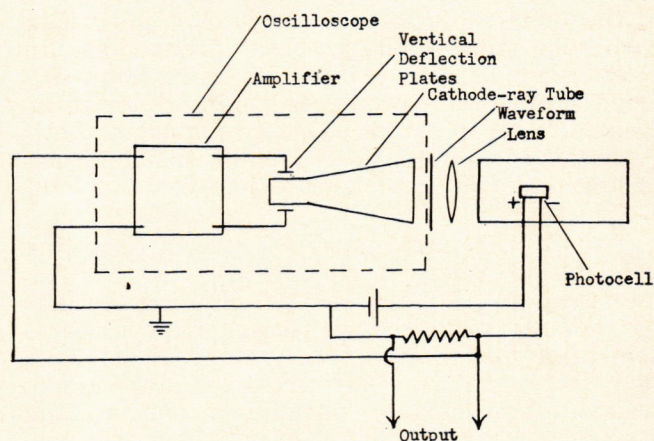 Oscilloscope
Vertical
Deflection
Plates
Amplifier
Cathode-ray Tube
Waveform
Lens
+ −
Photocell
Output